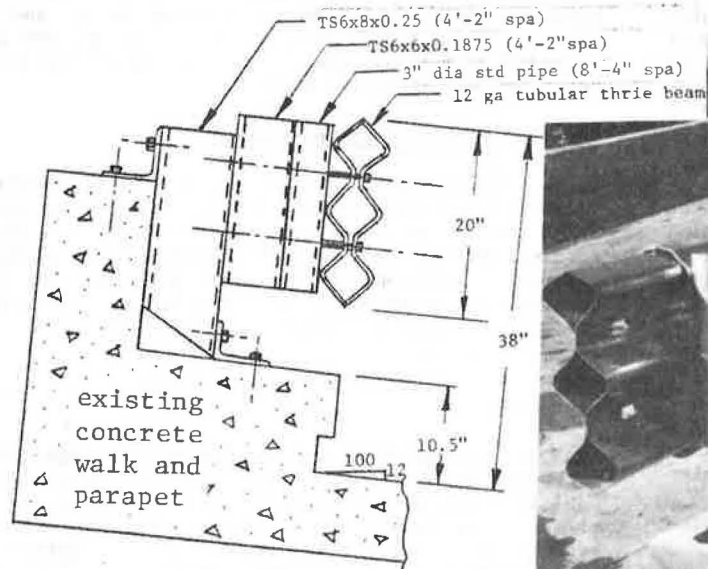 TS6x8x0.25 (4'-2" spa)
TS6x6x0.1875 (4'-2"spa)
3" dia std pipe (8'-4" spa)
12 ga tubular thrie beam
20"
38"
10.5"
100
12
existing
concrete
walk and
parapet